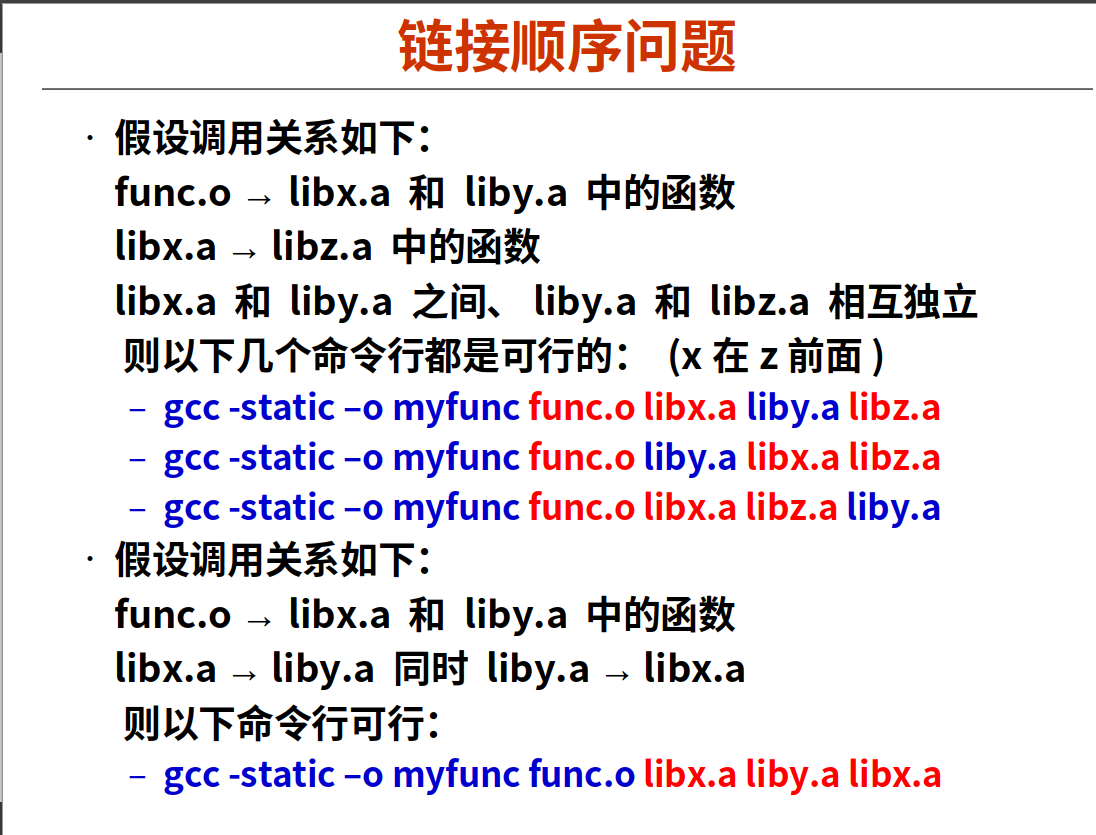 链接顺序问题
· 假设调用关系如下：
func.o → libx.a 和 liby.a 中的函数
libx.a → libz.a 中的函数
libx.a 和 liby.a 之间、 liby.a 和 libz.a 相互独立
则以下几个命令行都是可行的： (x 在 z 前面 )
– gcc -static –o myfunc func.o libx.a liby.a libz.a
– gcc -static –o myfunc func.o liby.a libx.a libz.a
– gcc -static –o myfunc func.o libx.a libz.a liby.a
· 假设调用关系如下：
func.o → libx.a 和 liby.a 中的函数
libx.a → liby.a 同时 liby.a → libx.a
则以下命令行可行：
– gcc -static –o myfunc func.o libx.a liby.a libx.a